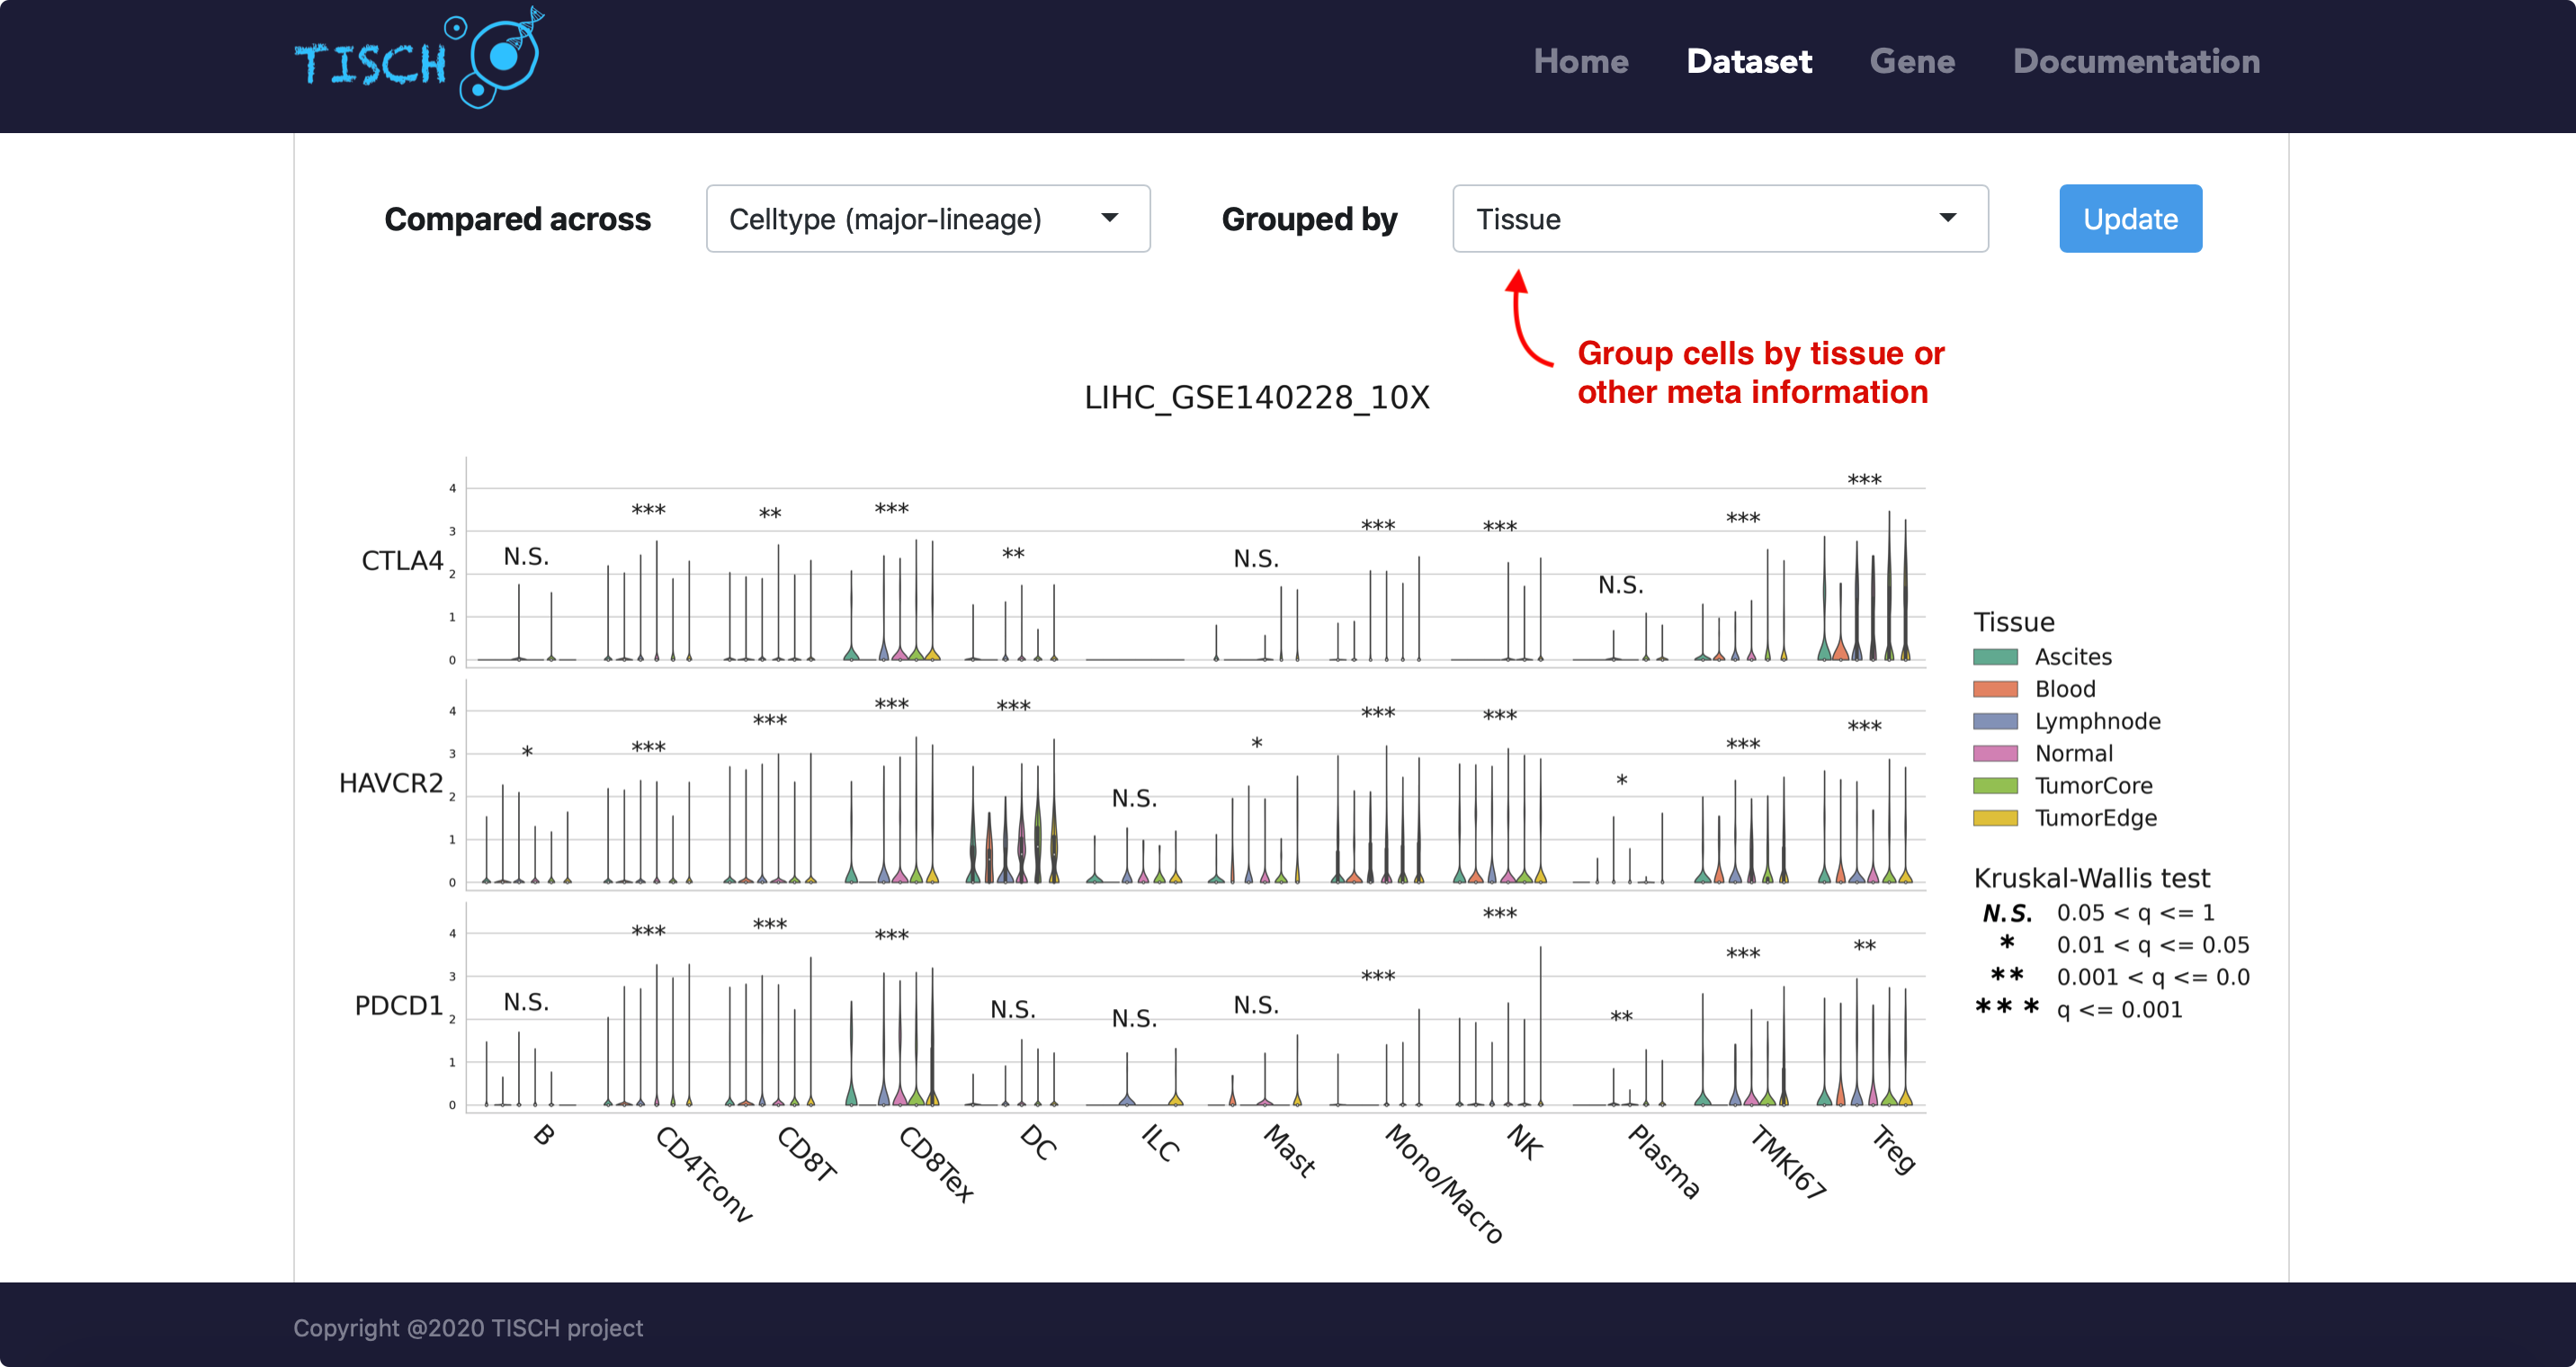 TISCH
Home Dataset Gene Documentation
Compared across Celltype (major-lineage) Grouped by Tissue Update
Group cells by tissue or
other meta information
LIHC_GSE140228_10X
CTLA4
4
3
2
1
0
N.S. *** ** *** ** N.S. *** *** N.S. *** ***
HAVCR2
4
3
2
1
0
* *** *** *** *** N.S. * *** *** * *** ***
PDCD1
4
3
2
1
0
N.S. *** *** *** N.S. N.S. N.S. *** *** ** *** **
B CD4Tconv CD8T CD8Tex DC ILC Mast Mono/Macro NK Plasma TMKI67 Treg
Tissue
Ascites
Blood
Lymphnode
Normal
TumorCore
TumorEdge
Kruskal-Wallis test
N.S. 0.05 < q <= 1
* 0.01 < q <= 0.05
** 0.001 < q <= 0.0
*** q <= 0.001
Copyright @2020 TISCH project